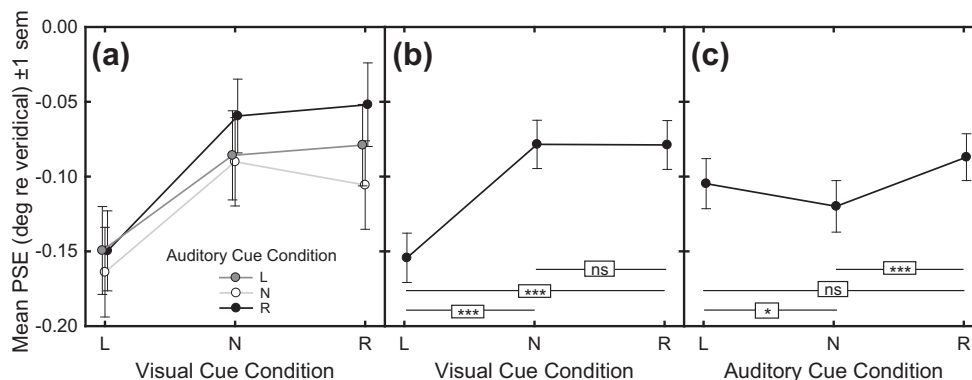 Mean PSE (deg re veridical) ±1 sem
0.00
-0.05
-0.10
-0.15
-0.20
(a)
Auditory Cue Condition
L
N
R
L N R
Visual Cue Condition
(b)
ns
***
***
L N R
Visual Cue Condition
(c)
***
ns
*
L N R
Auditory Cue Condition